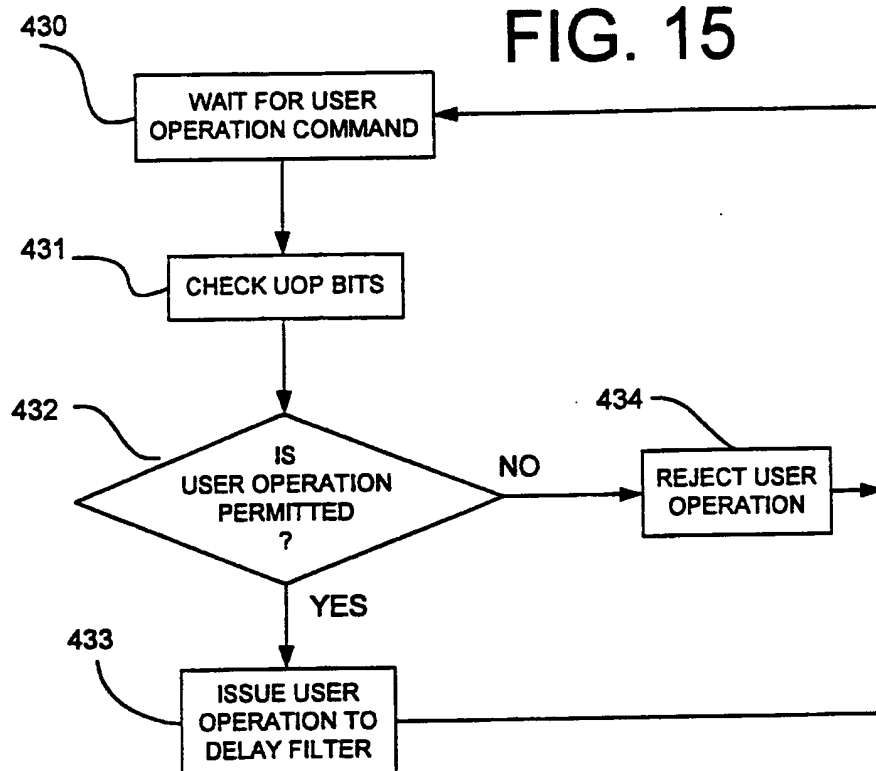 FIG. 15
430
WAIT FOR USER
OPERATION COMMAND
431
CHECK UOP BITS
432
IS
USER OPERATION
PERMITTED
?
NO
434
REJECT USER
OPERATION
YES
433
ISSUE USER
OPERATION TO
DELAY FILTER